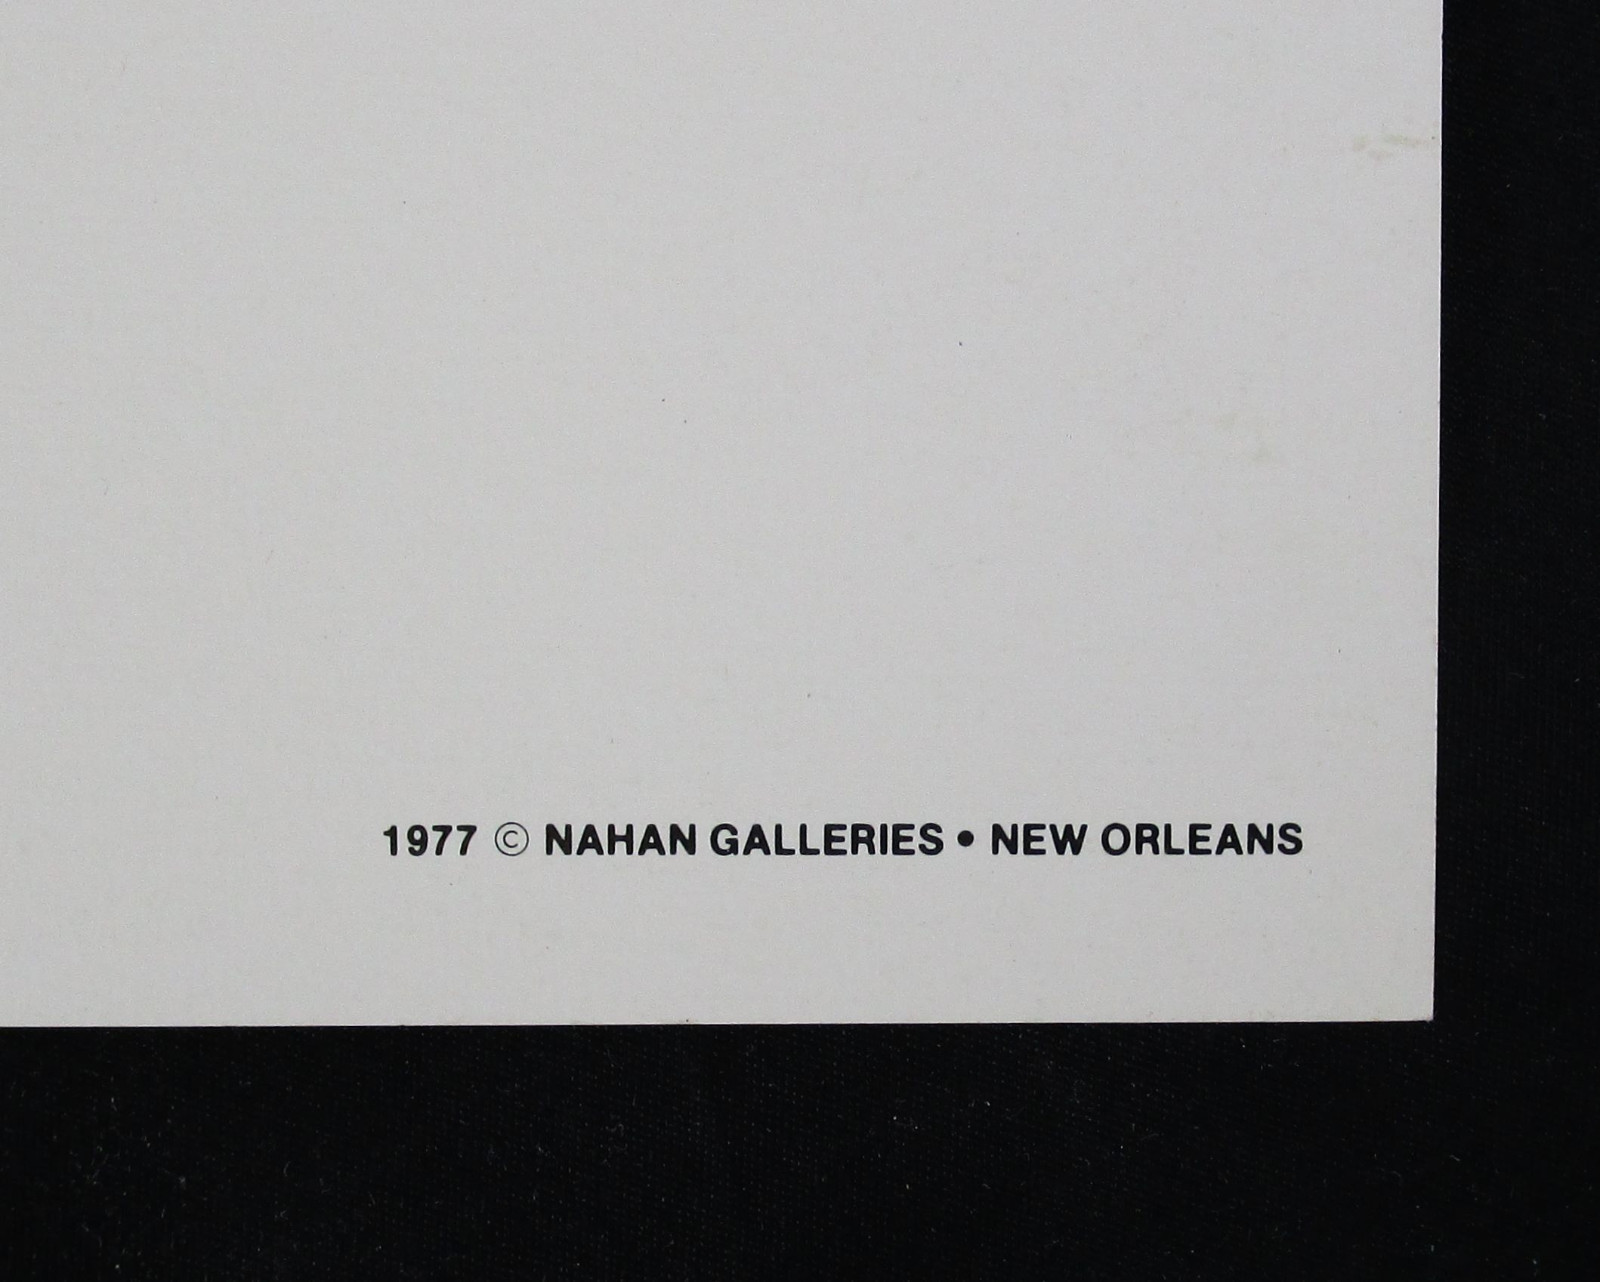 1977 © NAHAN GALLERIES • NEW ORLEANS